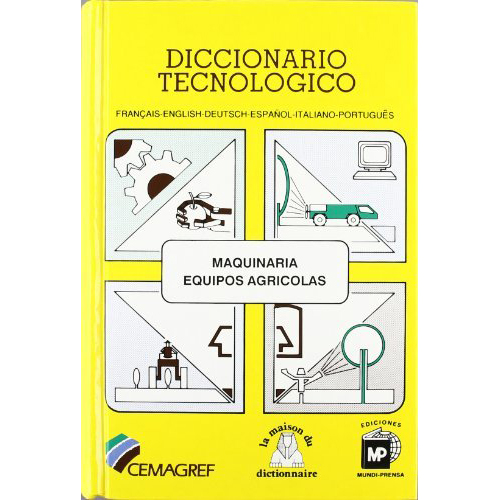 DICCIONARIO
TECNOLOGICO
FRANÇAIS-ENGLISH-DEUTSCH-ESPAÑOL-ITALIANO-PORTUGUÊS
MAQUINARIA
EQUIPOS AGRICOLAS
CEMAGREF
la maison du
dictionnaire
EDICIONES
MP
MUNDI-PRENSA